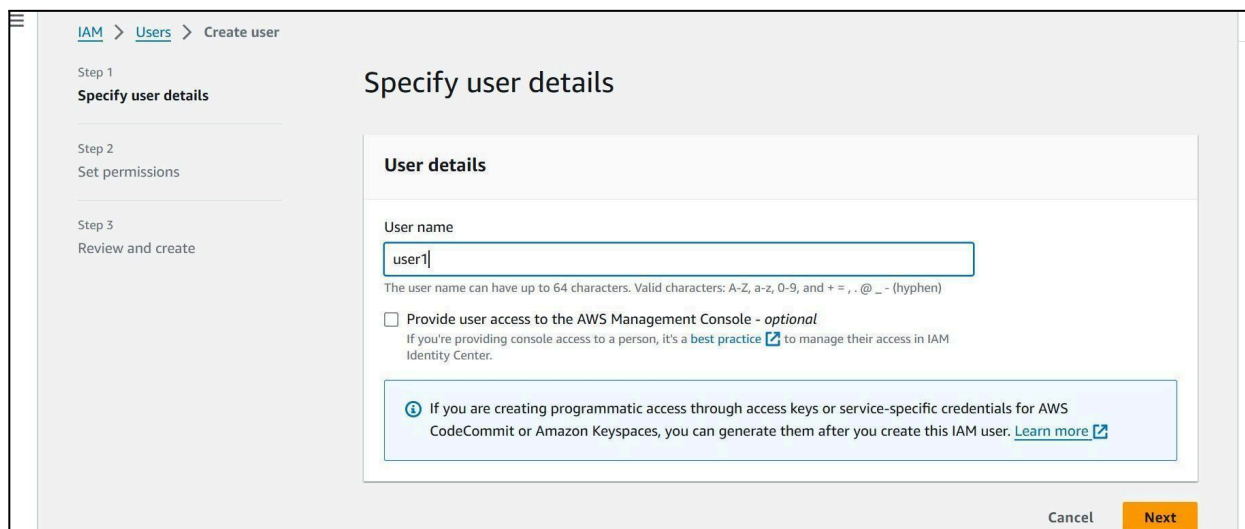 IAM > Users > Create user
Step 1
Specify user details
Step 2
Set permissions
Step 3
Review and create
Specify user details
User details
User name
user1
The user name can have up to 64 characters. Valid characters: A-Z, a-z, 0-9, and + = , . @ _ - (hyphen)
Provide user access to the AWS Management Console - optional
If you're providing console access to a person, it's a best practice to manage their access in IAM
Identity Center.
If you are creating programmatic access through access keys or service-specific credentials for AWS
CodeCommit or Amazon Keyspaces, you can generate them after you create this IAM user. Learn more
Cancel
Next